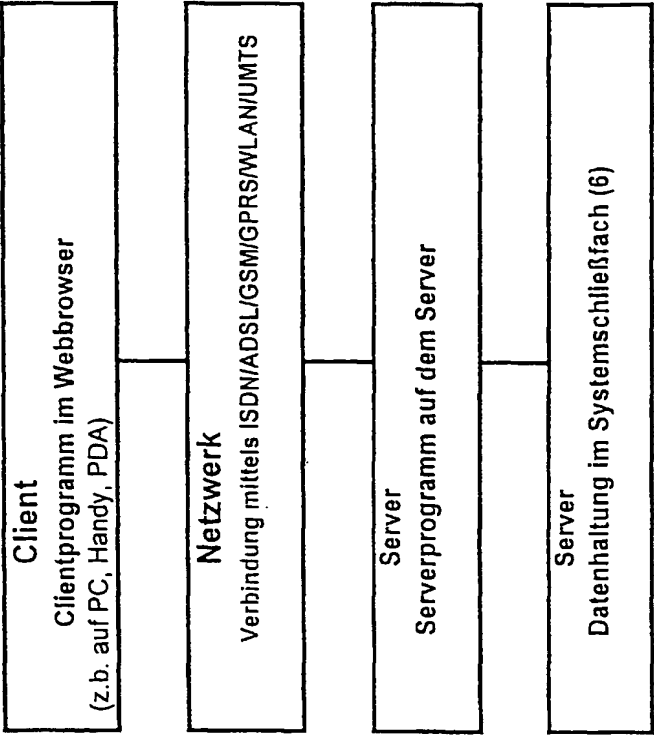 Client
Clientprogramm im Webbrowser
(z.b. auf PC, Handy, PDA)
Netzwerk
Verbindung mittels ISDN/ADSL/GSM/GPRS/WLAN/UMTS
Server
Serverprogramm auf dem Server
Server
Datenhaltung im Systemschließfach (6)